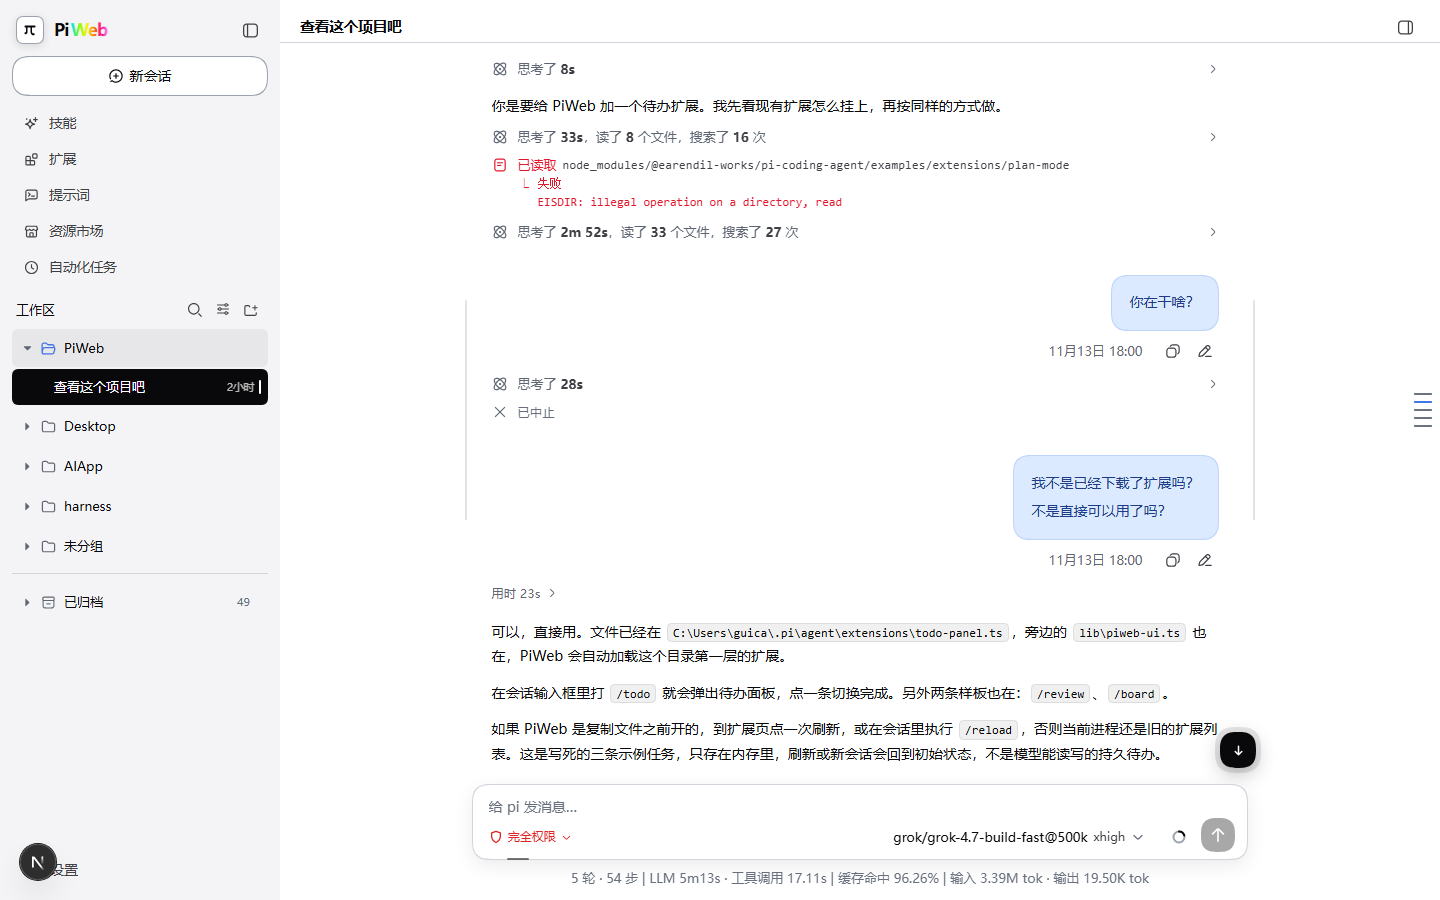 π PiWeb
新会话
技能
扩展
提示词
资源市场
自动化任务
工作区
PiWeb
查看这个项目吧 2小时
Desktop
AIApp
harness
未分组
已归档 49
N 设置
查看这个项目吧
思考了 8s
你是要给 PiWeb 加一个待办扩展。我先看现有扩展怎么挂上，再按同样的方式做。
思考了 33s，读了 8 个文件，搜索了 16 次
已读取 node_modules/@earendil-works/pi-coding-agent/examples/extensions/plan-mode
└ 失败
EISDIR: illegal operation on a directory, read
思考了 2m 52s，读了 33 个文件，搜索了 27 次
你在干啥？
11月13日 18:00
思考了 28s
已中止
我不是已经下载了扩展吗？
不是直接可以用了吗？
11月13日 18:00
用时 23s
可以，直接用。文件已经在 C:\Users\guica\.pi\agent\extensions\todo-panel.ts，旁边的 lib\piweb-ui.ts 也
在，PiWeb 会自动加载这个目录第一层的扩展。
在会话输入框里打 /todo 就会弹出待办面板，点一条切换完成。另外两条样板也在：/review、/board。
如果 PiWeb 是复制文件之前开的，到扩展页点一次刷新，或在会话里执行 /reload，否则当前进程还是旧的扩展列
表。这是写死的三条示例任务，只存在内存里，刷新或新会话会回到初始状态，不是模型能读写的持久待办。
给 pi 发消息...
完全权限
grok/grok-4.7-build-fast@500k xhigh
5 轮 · 54 步 | LLM 5m13s · 工具调用 17.11s | 缓存命中 96.26% | 输入 3.39M tok · 输出 19.50K tok